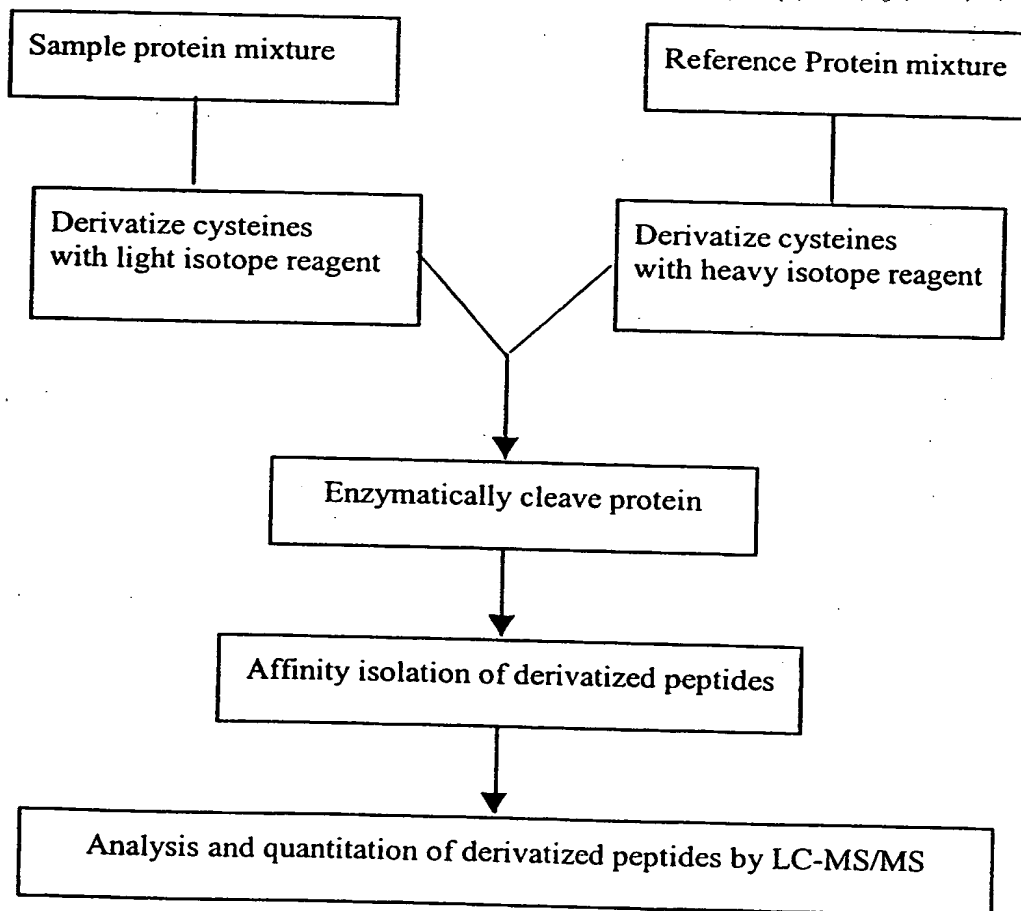 Sample protein mixture
Reference Protein mixture
Derivatize cysteines
with light isotope reagent
Derivatize cysteines
with heavy isotope reagent
Enzymatically cleave protein
Affinity isolation of derivatized peptides
Analysis and quantitation of derivatized peptides by LC-MS/MS